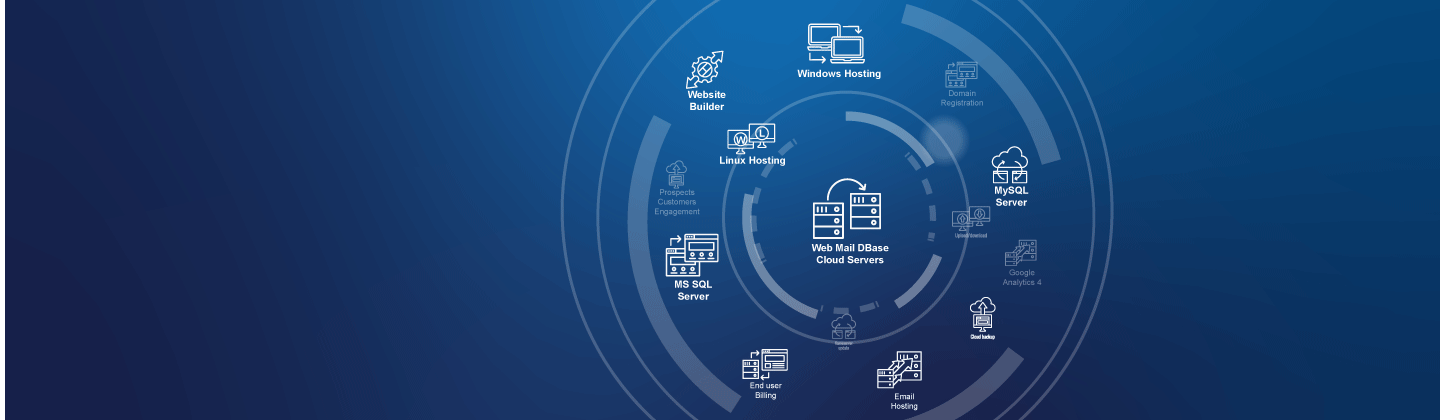 Windows Hosting
Website
Builder
Domain
Registration
W
L
Linux Hosting
Prospects
Customers
Engagement
MySQL
Server
Upload/download
Web Mail DBase
Cloud Servers
Google
Analytics 4
MS SQL
Server
Cloud backup
update
End user
Billing
Email
Hosting